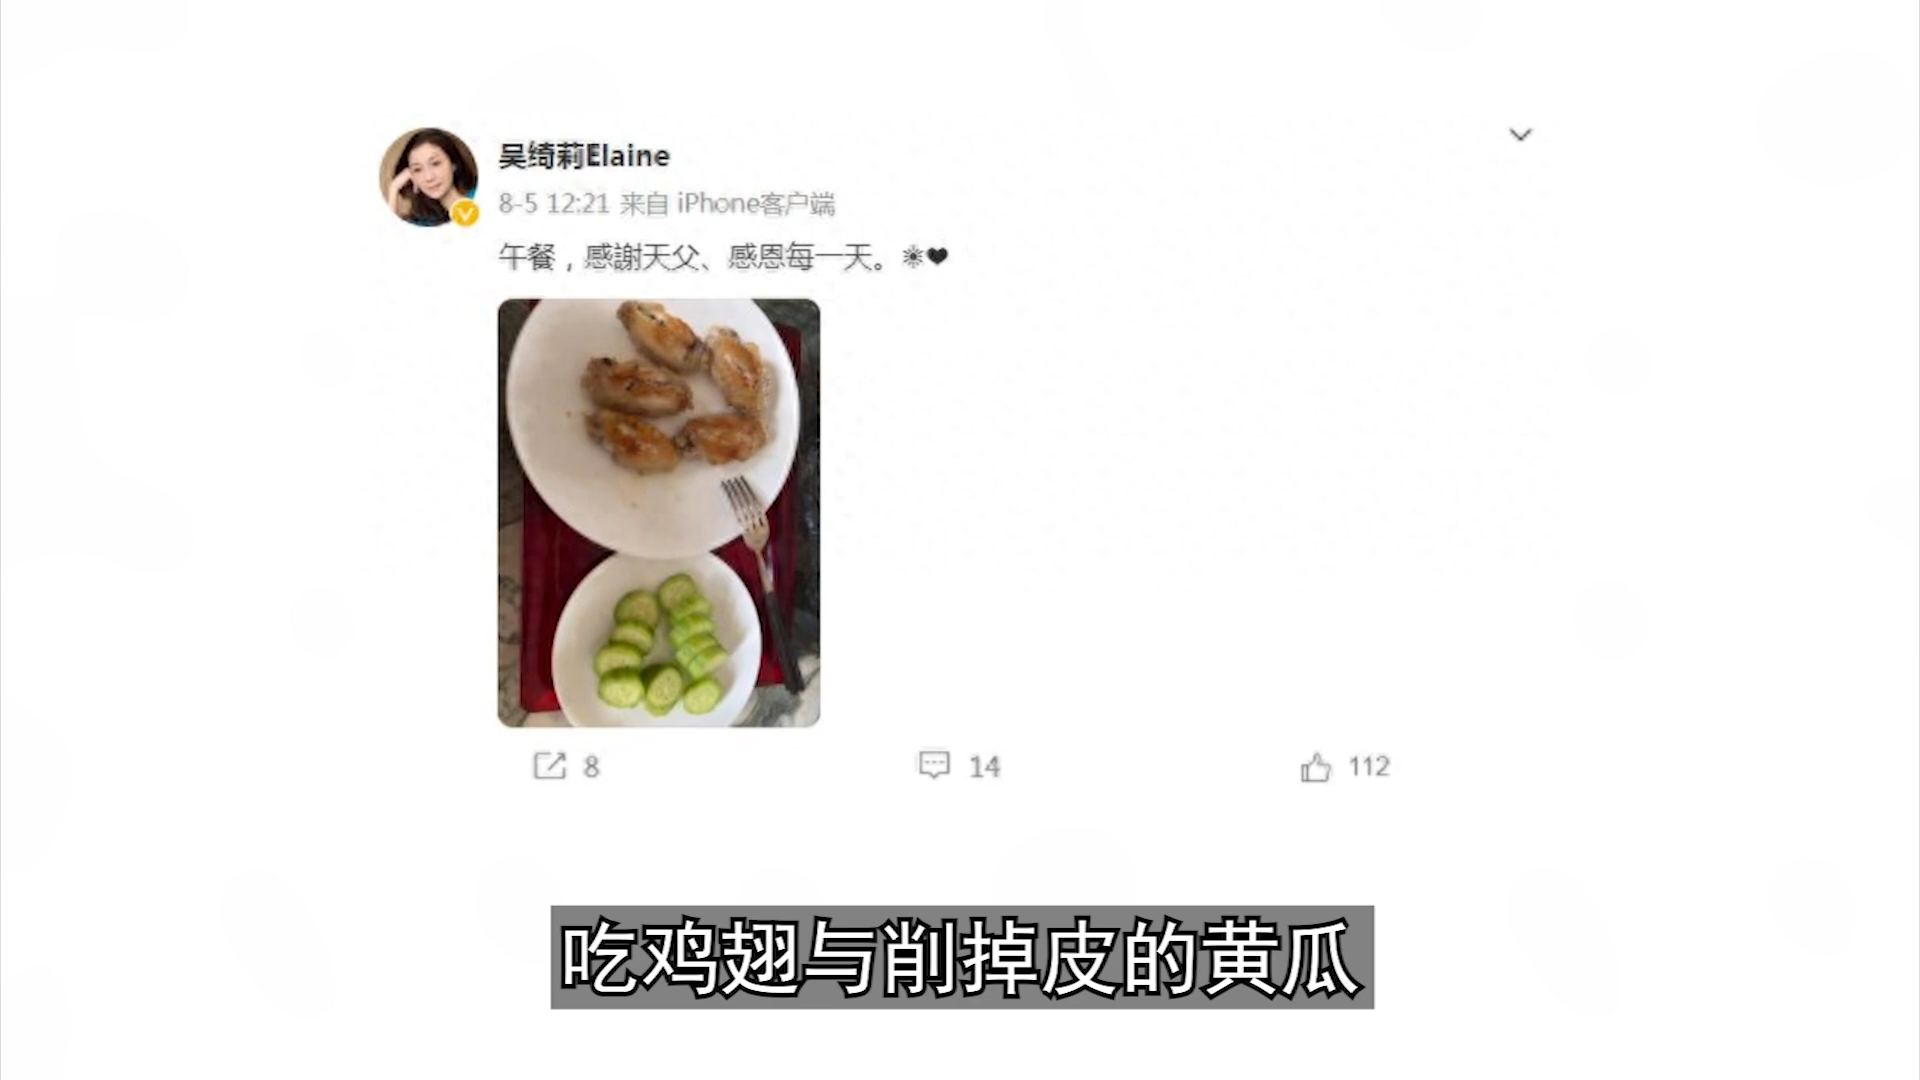 吴绮莉Elaine
8-5 12:21 来自 iPhone客户端
午餐，感謝天父、感恩每一天。☀❤
8
14
112
吃鸡翅与削掉皮的黄瓜